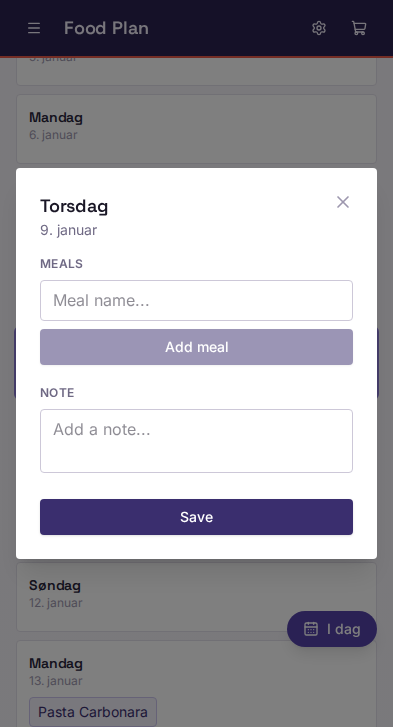 Food Plan
5. januar
Mandag
6. januar
Torsdag
9. januar
MEALS
Meal name...
Add meal
NOTE
Add a note...
Save
Søndag
12. januar
I dag
Mandag
13. januar
Pasta Carbonara